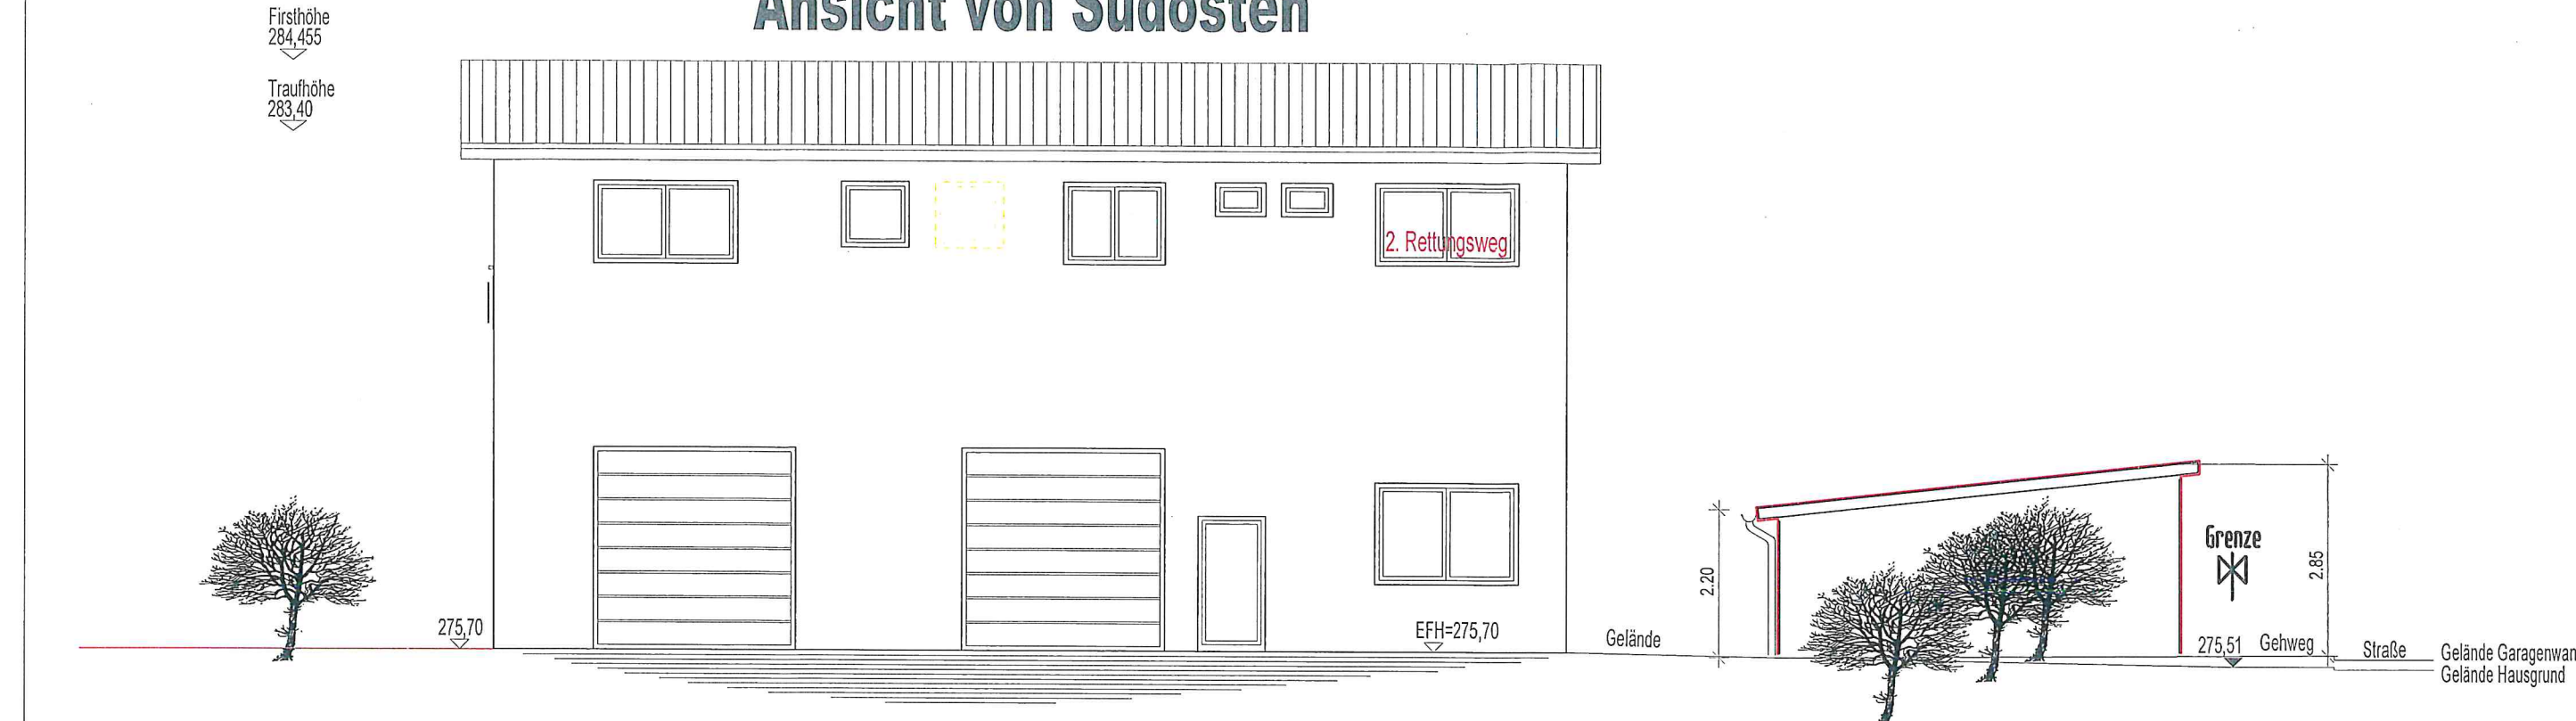 Ansicht von Südosten
Firsthöhe
284,455
Traufhöhe
283,40
2. Rettungsweg
Grenze
2.20
2.85
275,70
EFH=275,70
Gelände
275,51 Gehweg
Straße
Gelände Garagenwan
Gelände Hausgrund